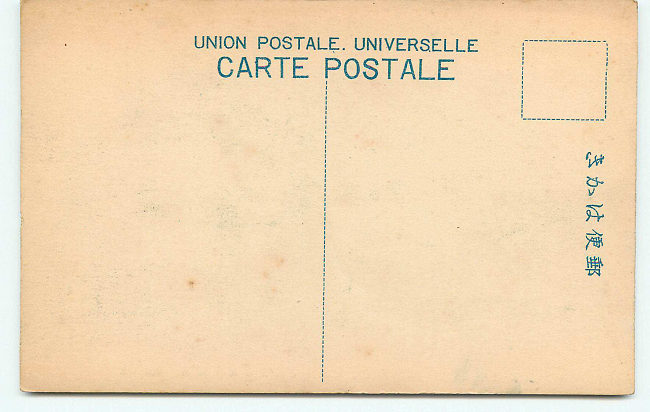 UNION POSTALE. UNIVERSELLE
CARTE POSTALE
郵便はかき